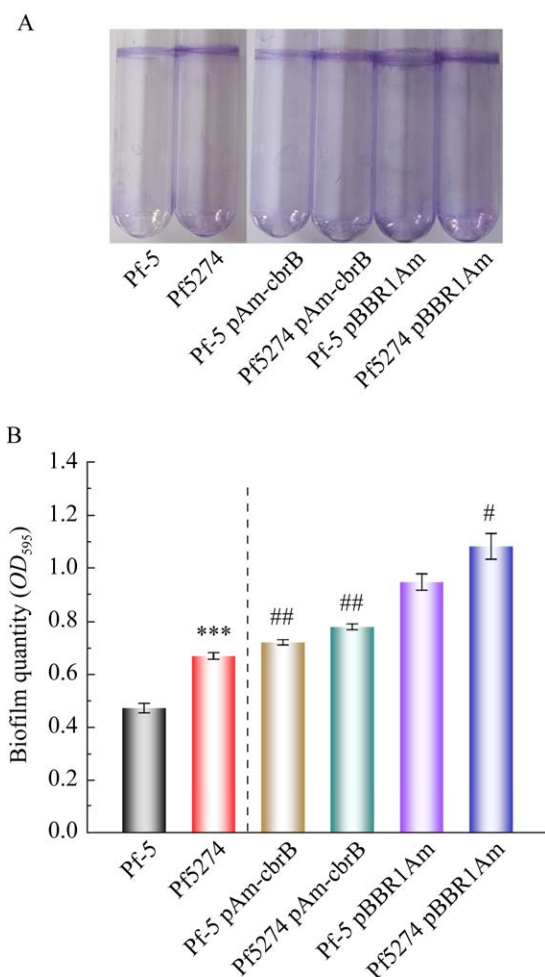 A
Pf-5
Pf5274
Pf-5 pAm-cbrB
Pf5274 pAm-cbrB
Pf-5 pBBR1Am
Pf5274 pBBR1Am
B
Biofilm quantity (OD595)
1.4
1.2
1.0
0.8
0.6
0.4
0.2
0.0
***
##
##
#
Pf-5
Pf5274
Pf-5 pAm-cbrB
Pf5274 pAm-cbrB
Pf-5 pBBR1Am
Pf5274 pBBR1Am